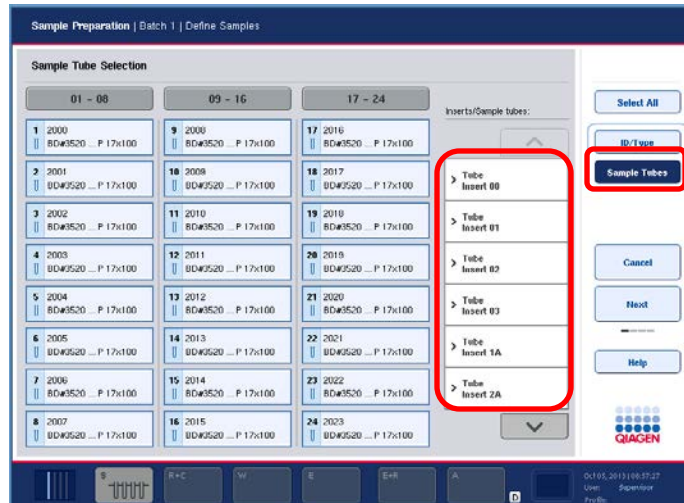 Sample Preparation | Batch 1 | Define Samples
Sample Tube Selection
01 - 08
09 - 16
17 - 24
Inserts/Sample tubes:
Select All
ID/Type
Sample Tubes
Cancel
Next
Help
1 2000
BD#3520 ... P 17x100
2 2001
BD#3520 ... P 17x100
3 2002
BD#3520 ... P 17x100
4 2003
BD#3520 ... P 17x100
5 2004
BD#3520 ... P 17x100
6 2005
BD#3520 ... P 17x100
7 2006
BD#3520 ... P 17x100
8 2007
BD#3520 ... P 17x100
9 2008
BD#3520 ... P 17x100
10 2009
BD#3520 ... P 17x100
11 2010
BD#3520 ... P 17x100
12 2011
BD#3520 ... P 17x100
13 2012
BD#3520 ... P 17x100
14 2013
BD#3520 ... P 17x100
15 2014
BD#3520 ... P 17x100
16 2015
BD#3520 ... P 17x100
17 2016
BD#3520 ... P 17x100
18 2017
BD#3520 ... P 17x100
19 2018
BD#3520 ... P 17x100
20 2019
BD#3520 ... P 17x100
21 2020
BD#3520 ... P 17x100
22 2021
BD#3520 ... P 17x100
23 2022
BD#3520 ... P 17x100
24 2023
BD#3520 ... P 17x100
> Tube
Insert 00
> Tube
Insert 01
> Tube
Insert 02
> Tube
Insert 03
> Tube
Insert 1A
> Tube
Insert 2A
QIAGEN
S
R+C
W
E
E+R
A
D
Oct 05, 2013 | 06:57:27
User: Supervisor
Profile: